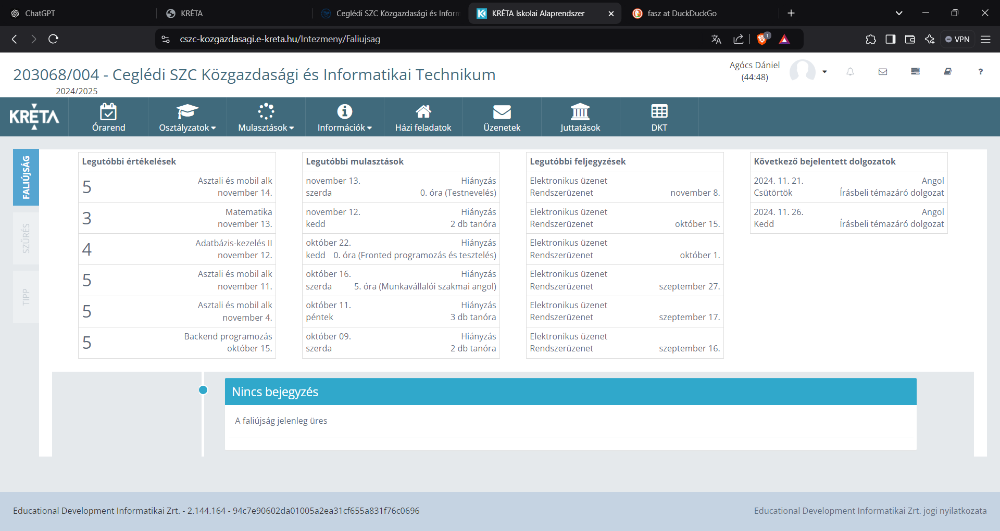 ChatGPT
KRÉTA
Ceglédi SZC Közgazdasági és Inform
KRÉTA Iskolai Alaprendszer
fasz at DuckDuckGo
cszc-kozgazdasagi.e-kreta.hu/Intezmeny/Faliujsag
1
VPN
203068/004 - Ceglédi SZC Közgazdasági és Informatikai Technikum
2024/2025
Agócs Dániel
(44:48)
?
KRÉTA
Órarend
Osztályzatok
Mulasztások
Információk
Házi feladatok
Üzenetek
Juttatások
DKT
FALIÚJSÁG
SZŰRÉS
TIPP
Legutóbbi értékelések
5 Asztali és mobil alk
november 14.
3 Matematika
november 13.
4 Adatbázis-kezelés II
november 12.
5 Asztali és mobil alk
november 11.
5 Asztali és mobil alk
november 4.
5 Backend programozás
október 15.
Legutóbbi mulasztások
november 13. Hiányzás
szerda 0. óra (Testnevelés)
november 12. Hiányzás
kedd 2 db tanóra
október 22. Hiányzás
kedd 0. óra (Fronted programozás és tesztelés)
október 16. Hiányzás
szerda 5. óra (Munkavállalói szakmai angol)
október 11. Hiányzás
péntek 3 db tanóra
október 09. Hiányzás
szerda 2 db tanóra
Legutóbbi feljegyzések
Elektronikus üzenet
Rendszerüzenet november 8.
Elektronikus üzenet
Rendszerüzenet október 15.
Elektronikus üzenet
Rendszerüzenet október 1.
Elektronikus üzenet
Rendszerüzenet szeptember 27.
Elektronikus üzenet
Rendszerüzenet szeptember 17.
Elektronikus üzenet
Rendszerüzenet szeptember 16.
Következő bejelentett dolgozatok
2024. 11. 21. Angol
Csütörtök Írásbeli témazáró dolgozat
2024. 11. 26. Angol
Kedd Írásbeli témazáró dolgozat
Nincs bejegyzés
A faliújság jelenleg üres
Educational Development Informatikai Zrt. - 2.144.164 - 94c7e90602da01005a2ea31cf655a831f76c0696
Educational Development Informatikai Zrt. jogi nyilatkozata